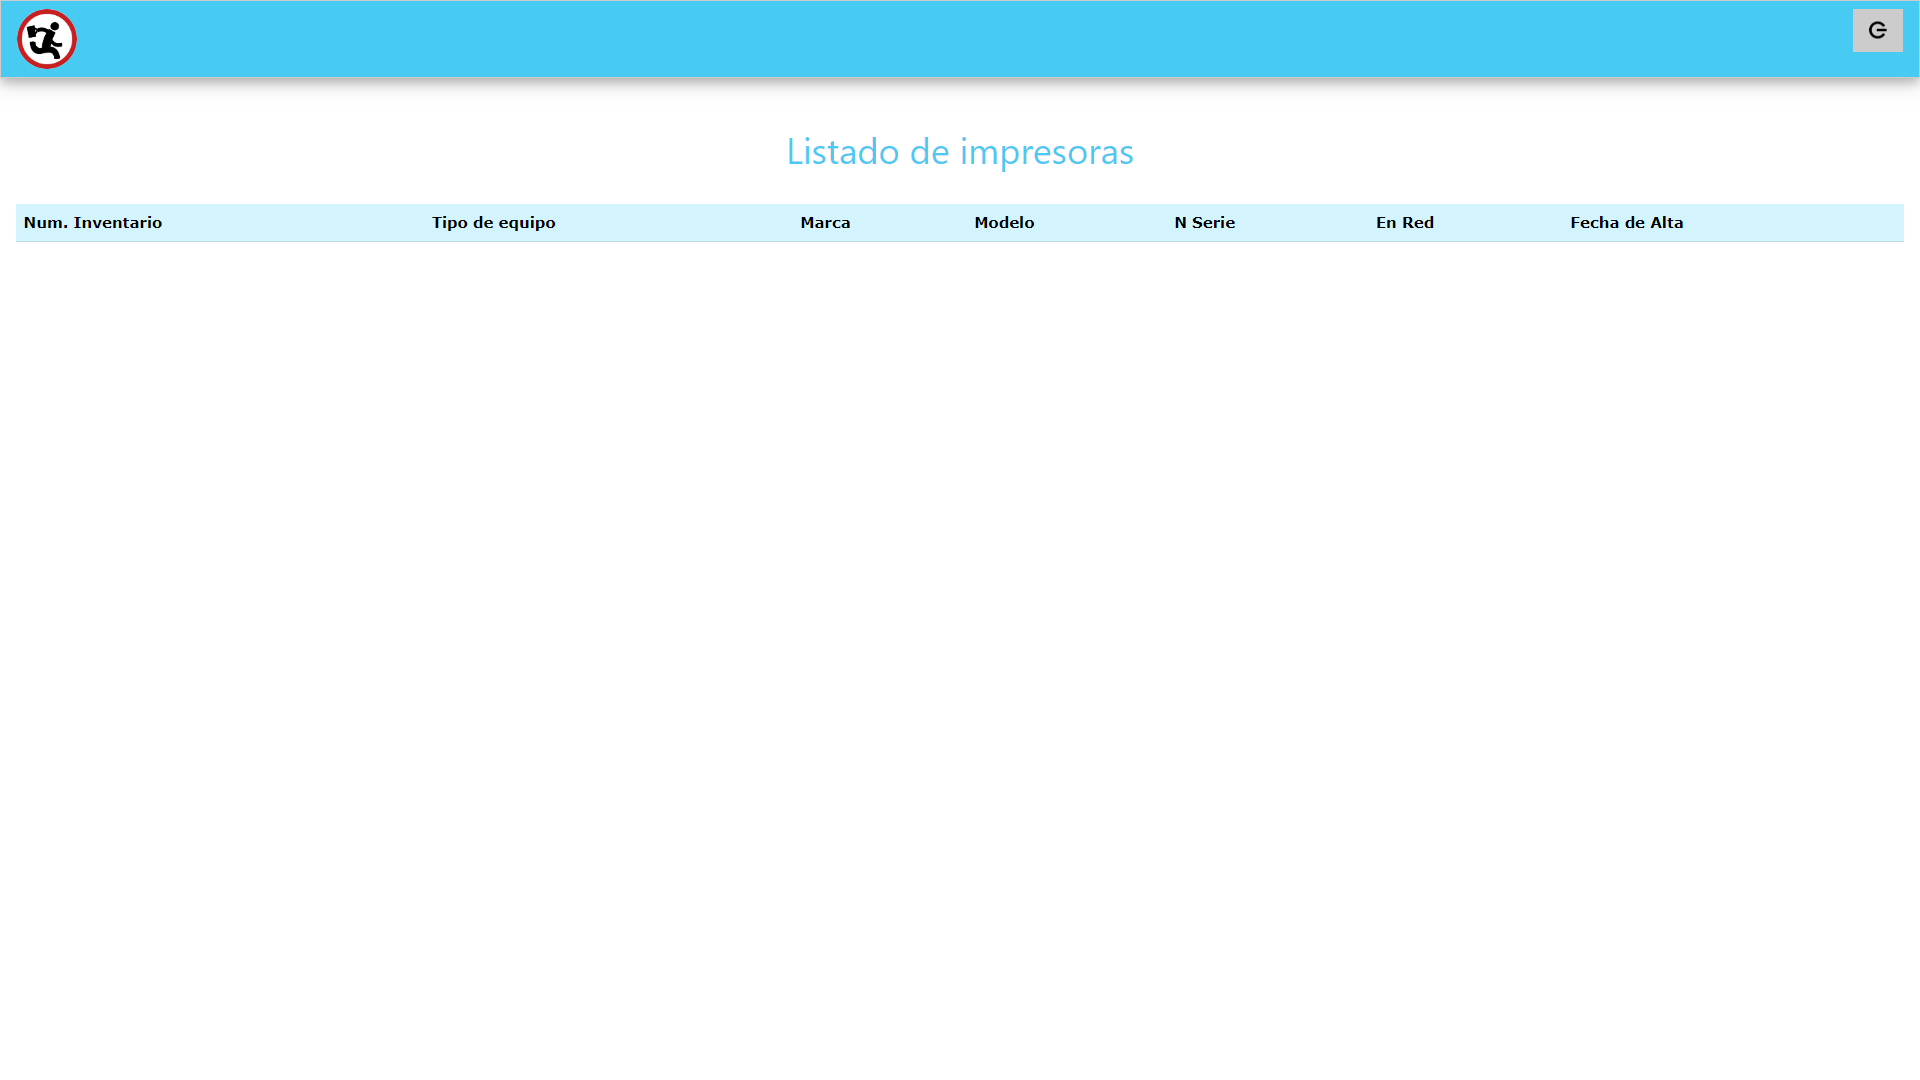 Listado de impresoras
Num. Inventario Tipo de equipo Marca Modelo N Serie En Red Fecha de Alta